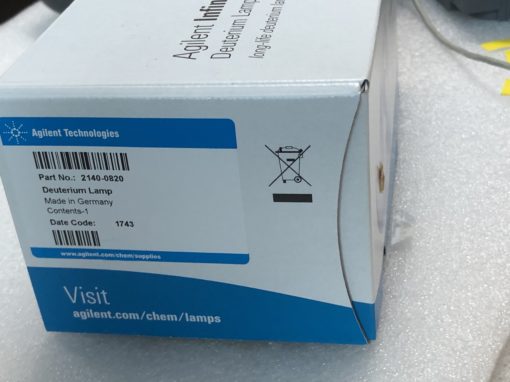 Agilent
Deuterium Lamp
long-life deuterium
Agilent Technologies
Part No.: 2140-0820
Deuterium Lamp
Made in Germany
Contents-1
Date Code: 1743
www.agilent.com/chem/supplies
Visit
agilent.com/chem/lamps